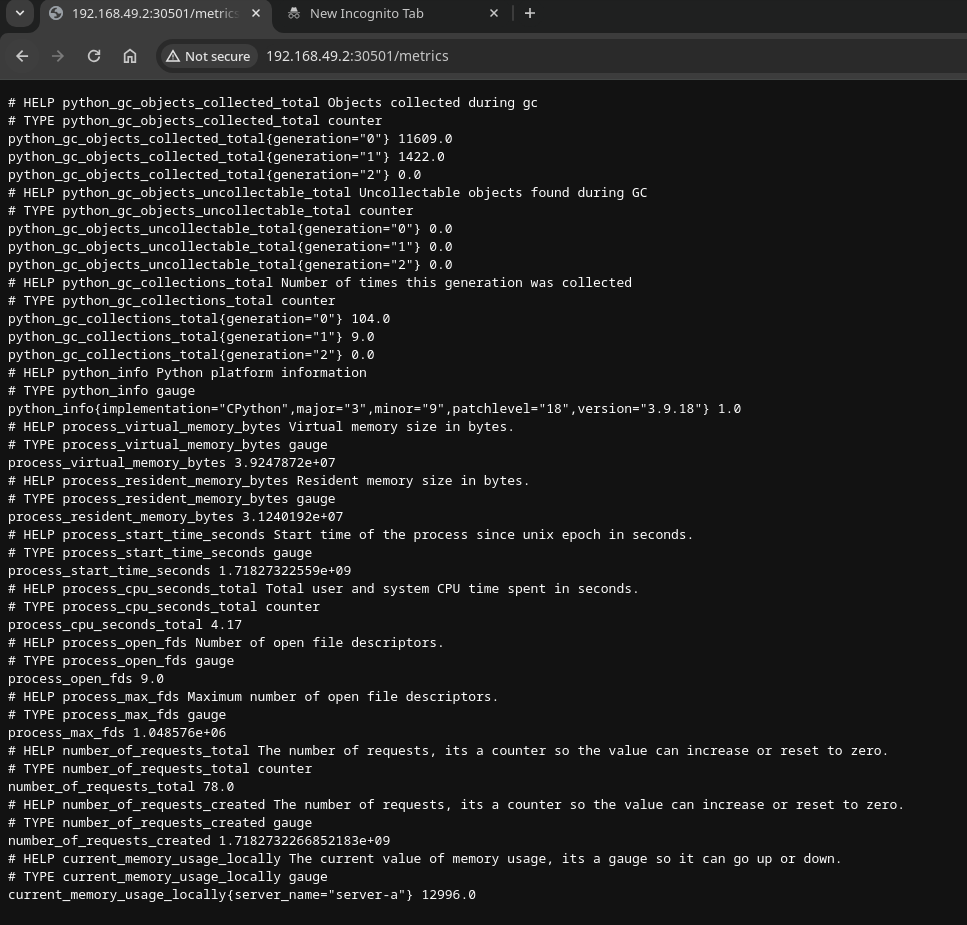 192.168.49.2:30501/metrics
New Incognito Tab
Not secure
192.168.49.2:30501/metrics
# HELP python_gc_objects_collected_total Objects collected during gc
# TYPE python_gc_objects_collected_total counter
python_gc_objects_collected_total{generation="0"} 11609.0
python_gc_objects_collected_total{generation="1"} 1422.0
python_gc_objects_collected_total{generation="2"} 0.0
# HELP python_gc_objects_uncollectable_total Uncollectable objects found during GC
# TYPE python_gc_objects_uncollectable_total counter
python_gc_objects_uncollectable_total{generation="0"} 0.0
python_gc_objects_uncollectable_total{generation="1"} 0.0
python_gc_objects_uncollectable_total{generation="2"} 0.0
# HELP python_gc_collections_total Number of times this generation was collected
# TYPE python_gc_collections_total counter
python_gc_collections_total{generation="0"} 104.0
python_gc_collections_total{generation="1"} 9.0
python_gc_collections_total{generation="2"} 0.0
# HELP python_info Python platform information
# TYPE python_info gauge
python_info{implementation="CPython",major="3",minor="9",patchlevel="18",version="3.9.18"} 1.0
# HELP process_virtual_memory_bytes Virtual memory size in bytes.
# TYPE process_virtual_memory_bytes gauge
process_virtual_memory_bytes 3.9247872e+07
# HELP process_resident_memory_bytes Resident memory size in bytes.
# TYPE process_resident_memory_bytes gauge
process_resident_memory_bytes 3.1240192e+07
# HELP process_start_time_seconds Start time of the process since unix epoch in seconds.
# TYPE process_start_time_seconds gauge
process_start_time_seconds 1.71827322559e+09
# HELP process_cpu_seconds_total Total user and system CPU time spent in seconds.
# TYPE process_cpu_seconds_total counter
process_cpu_seconds_total 4.17
# HELP process_open_fds Number of open file descriptors.
# TYPE process_open_fds gauge
process_open_fds 9.0
# HELP process_max_fds Maximum number of open file descriptors.
# TYPE process_max_fds gauge
process_max_fds 1.048576e+06
# HELP number_of_requests_total The number of requests, its a counter so the value can increase or reset to zero.
# TYPE number_of_requests_total counter
number_of_requests_total 78.0
# HELP number_of_requests_created The number of requests, its a counter so the value can increase or reset to zero.
# TYPE number_of_requests_created gauge
number_of_requests_created 1.7182732266852183e+09
# HELP current_memory_usage_locally The current value of memory usage, its a gauge so it can go up or down.
# TYPE current_memory_usage_locally gauge
current_memory_usage_locally{server_name="server-a"} 12996.0